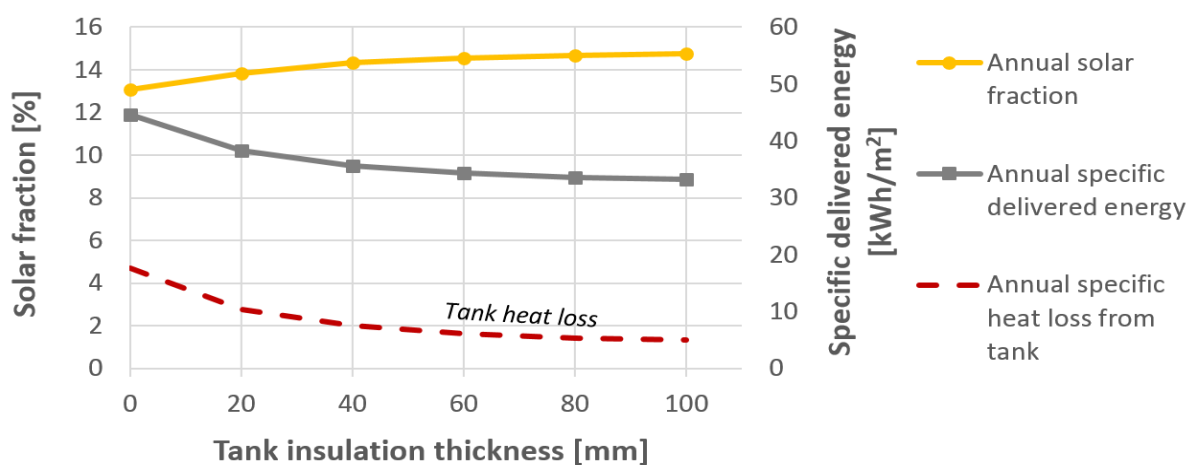 16
14
12
10
8
6
4
2
0
Solar fraction [%]
60
50
40
30
20
10
0
Specific delivered energy
[kWh/m²]
Tank heat loss
0 20 40 60 80 100
Tank insulation thickness [mm]
Annual solar
fraction
Annual specific
delivered energy
Annual specific
heat loss from
tank